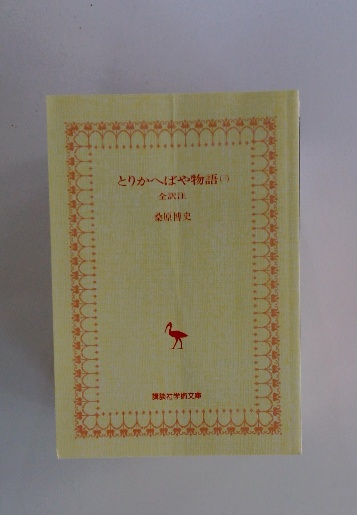 とりかへばや物語
全訳注
桑原博史
講談社学術文庫